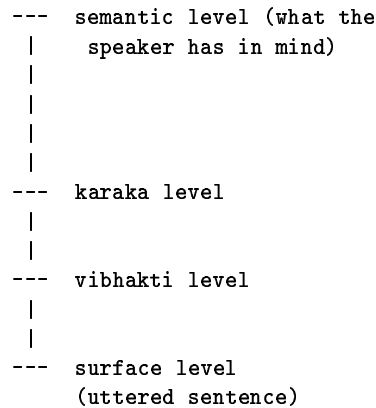 --- semantic level (what the
| speaker has in mind)
|
|
|
|
--- karaka level
|
|
--- vibhakti level
|
|
--- surface level
(uttered sentence)